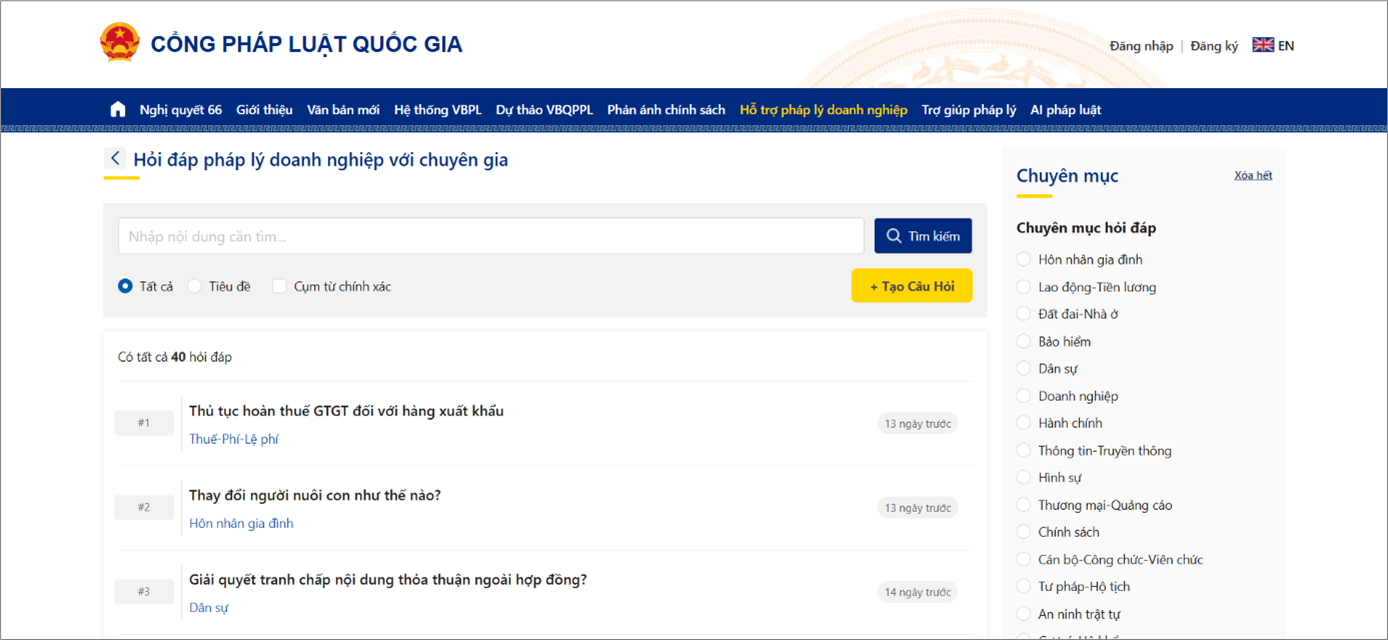 CỔNG PHÁP LUẬT QUỐC GIA
Đăng nhập | Đăng ký EN
Nghị quyết 66 Giới thiệu Văn bản mới Hệ thống VBPL Dự thảo VBQPPL Phản ánh chính sách Hỗ trợ pháp lý doanh nghiệp Trợ giúp pháp lý AI pháp luật
Hỏi đáp pháp lý doanh nghiệp với chuyên gia
Nhập nội dung cần tìm...
Tìm kiếm
Tất cả Tiêu đề Cụm từ chính xác
+ Tạo Câu Hỏi
Có tất cả 40 hỏi đáp
#1
Thủ tục hoàn thuế GTGT đối với hàng xuất khẩu
Thuế-Phí-Lệ phí
13 ngày trước
#2
Thay đổi người nuôi con như thế nào?
Hôn nhân gia đình
13 ngày trước
#3
Giải quyết tranh chấp nội dung thỏa thuận ngoài hợp đồng?
Dân sự
14 ngày trước
Chuyên mục
Xóa hết
Chuyên mục hỏi đáp
Hôn nhân gia đình
Lao động-Tiền lương
Đất đai-Nhà ở
Bảo hiểm
Dân sự
Doanh nghiệp
Hành chính
Thông tin-Truyền thông
Hình sự
Thương mại-Quảng cáo
Chính sách
Cán bộ-Công chức-Viên chức
Tư pháp-Hộ tịch
An ninh trật tự